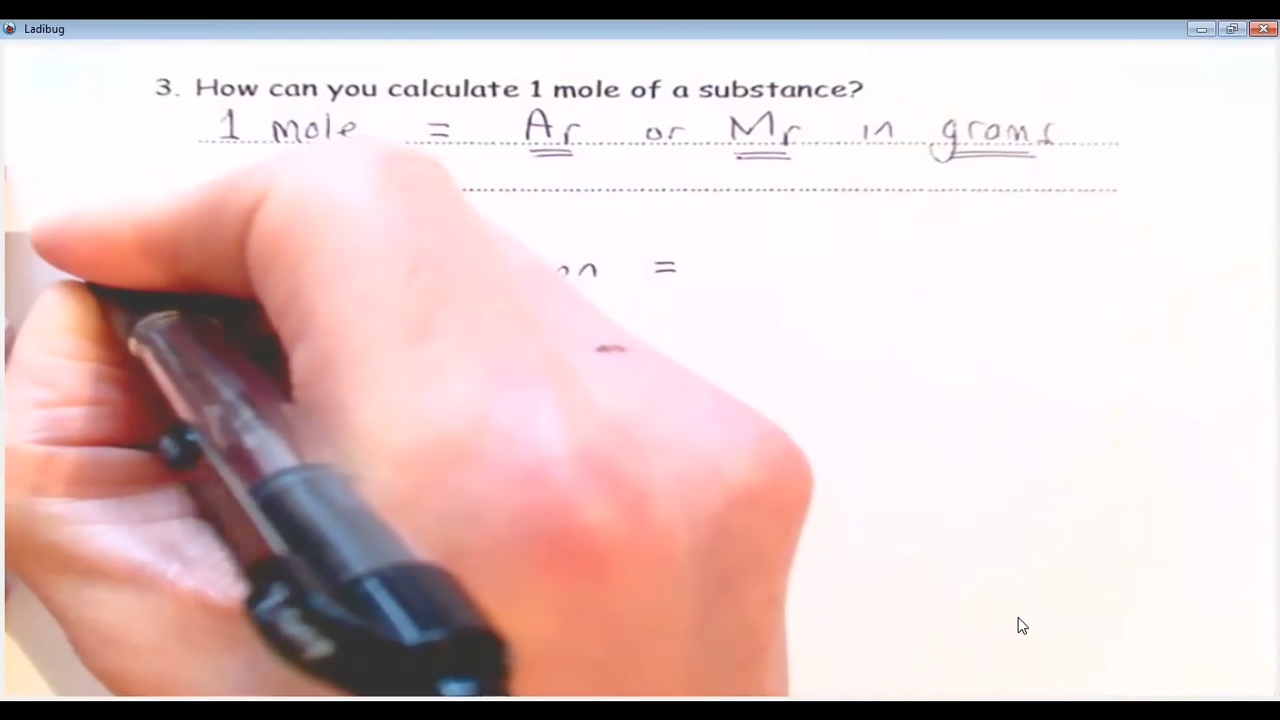 Ladibug
3. How can you calculate 1 mole of a substance?
1 mole = Ar or Mr in grams
=